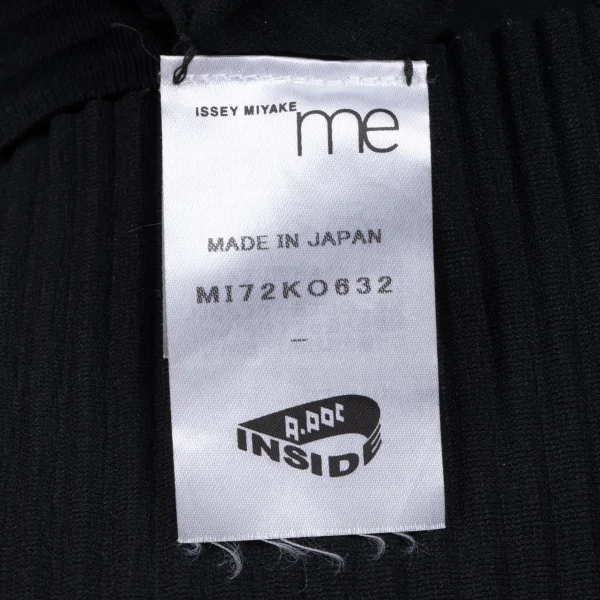 ISSEY MIYAKE me
MADE IN JAPAN
MI72KO632
A.POC
INSIDE